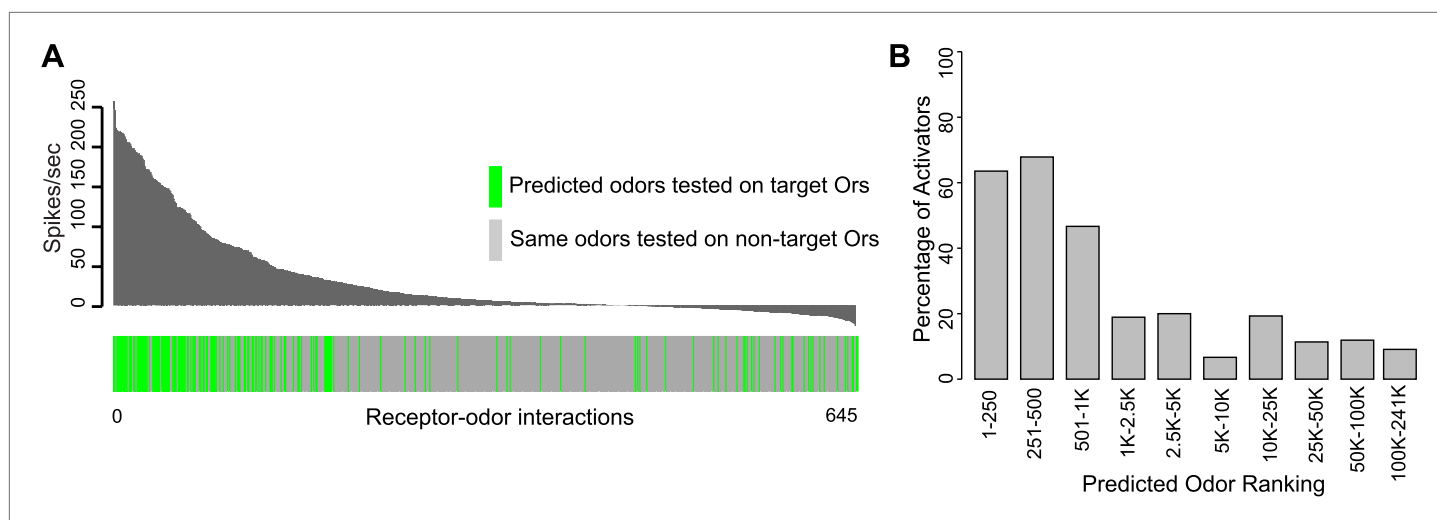 A
Spikes/sec
0 50 100 150 200 250
Predicted odors tested on target Ors
Same odors tested on non-target Ors
0 Receptor-odor interactions 645
B
Percentage of Activators
0 20 40 60 80 100
1-250
251-500
501-1K
1K-2.5K
2.5K-5K
5K-10K
10K-25K
25K-50K
50K-100K
100K-241K
Predicted Odor Ranking